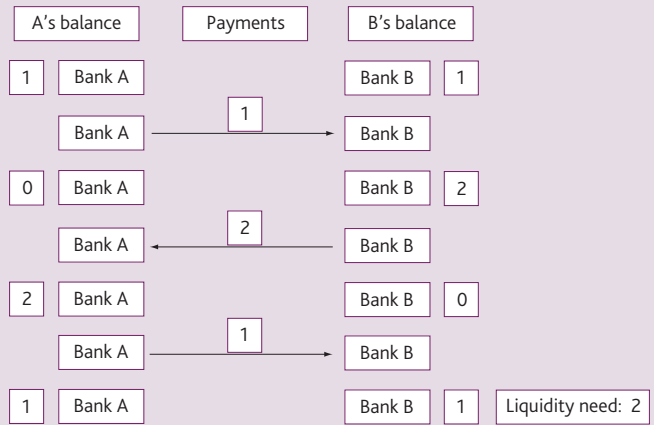 A's balance Payments B's balance
1 Bank A Bank B 1
1
Bank A Bank B
0 Bank A Bank B 2
2
Bank A Bank B
2 Bank A Bank B 0
1
Bank A Bank B
1 Bank A Bank B 1 Liquidity need: 2